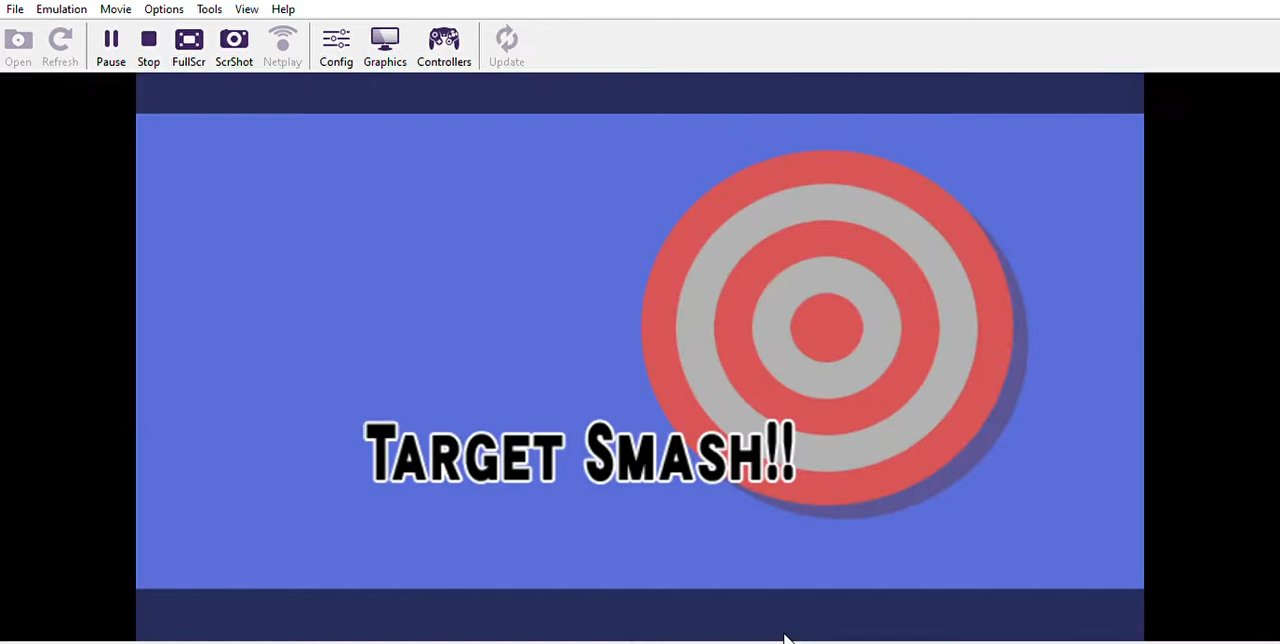 File Emulation Movie Options Tools View Help
Open Refresh Pause Stop FullScr ScrShot Netplay Config Graphics Controllers Update
TARGET SMASH!!